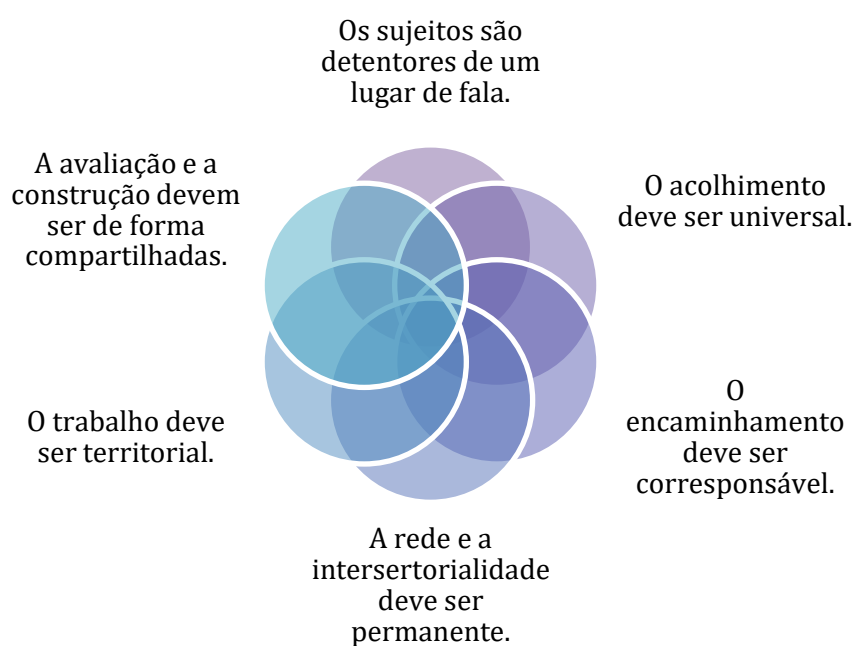 Os sujeitos são
detentores de um
lugar de fala.
O acolhimento
deve ser universal.
O
encaminhamento
deve ser
corresponsável.
A rede e a
intersertorialidade
deve ser
permanente.
O trabalho deve
ser territorial.
A avaliação e a
construção devem
ser de forma
compartilhadas.